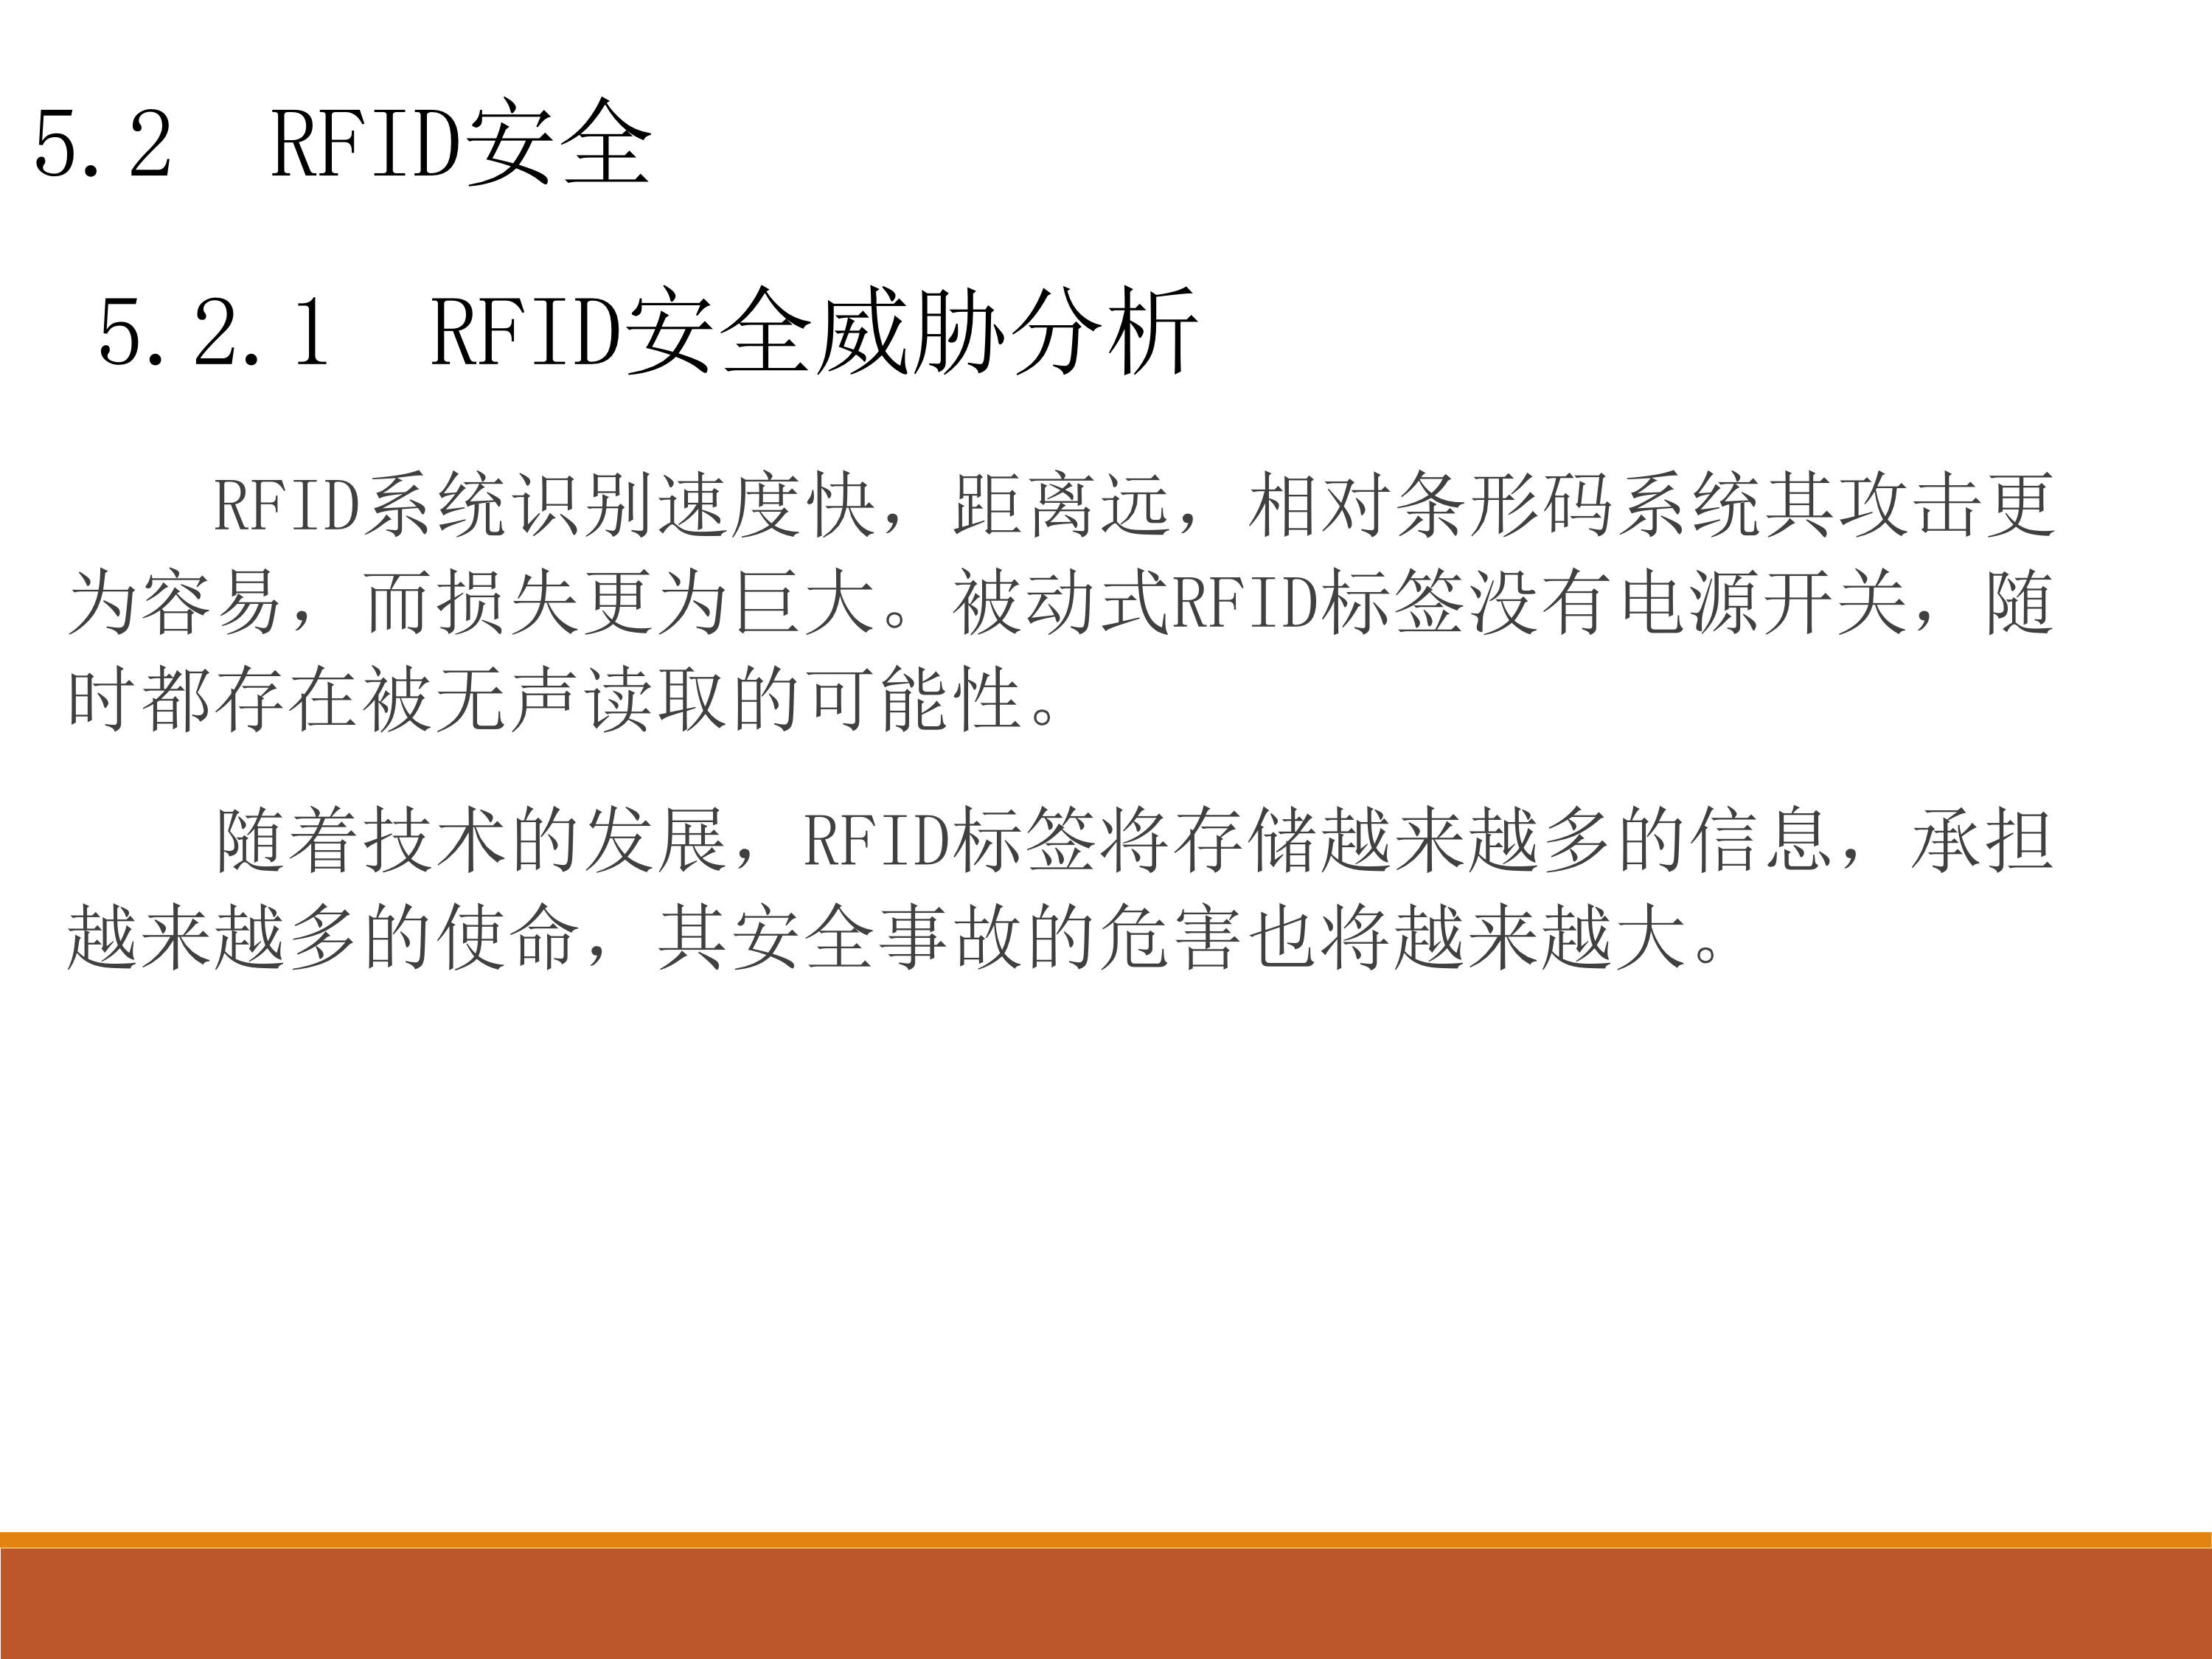 5.2 RFID安全
5.2.1 RFID安全威胁分析
RFID系统识别速度快，距离远，相对条形码系统其攻击更
为容易，而损失更为巨大。被动式RFID标签没有电源开关，随
时都存在被无声读取的可能性。
随着技术的发展，RFID标签将存储越来越多的信息，承担
越来越多的使命，其安全事故的危害也将越来越大。